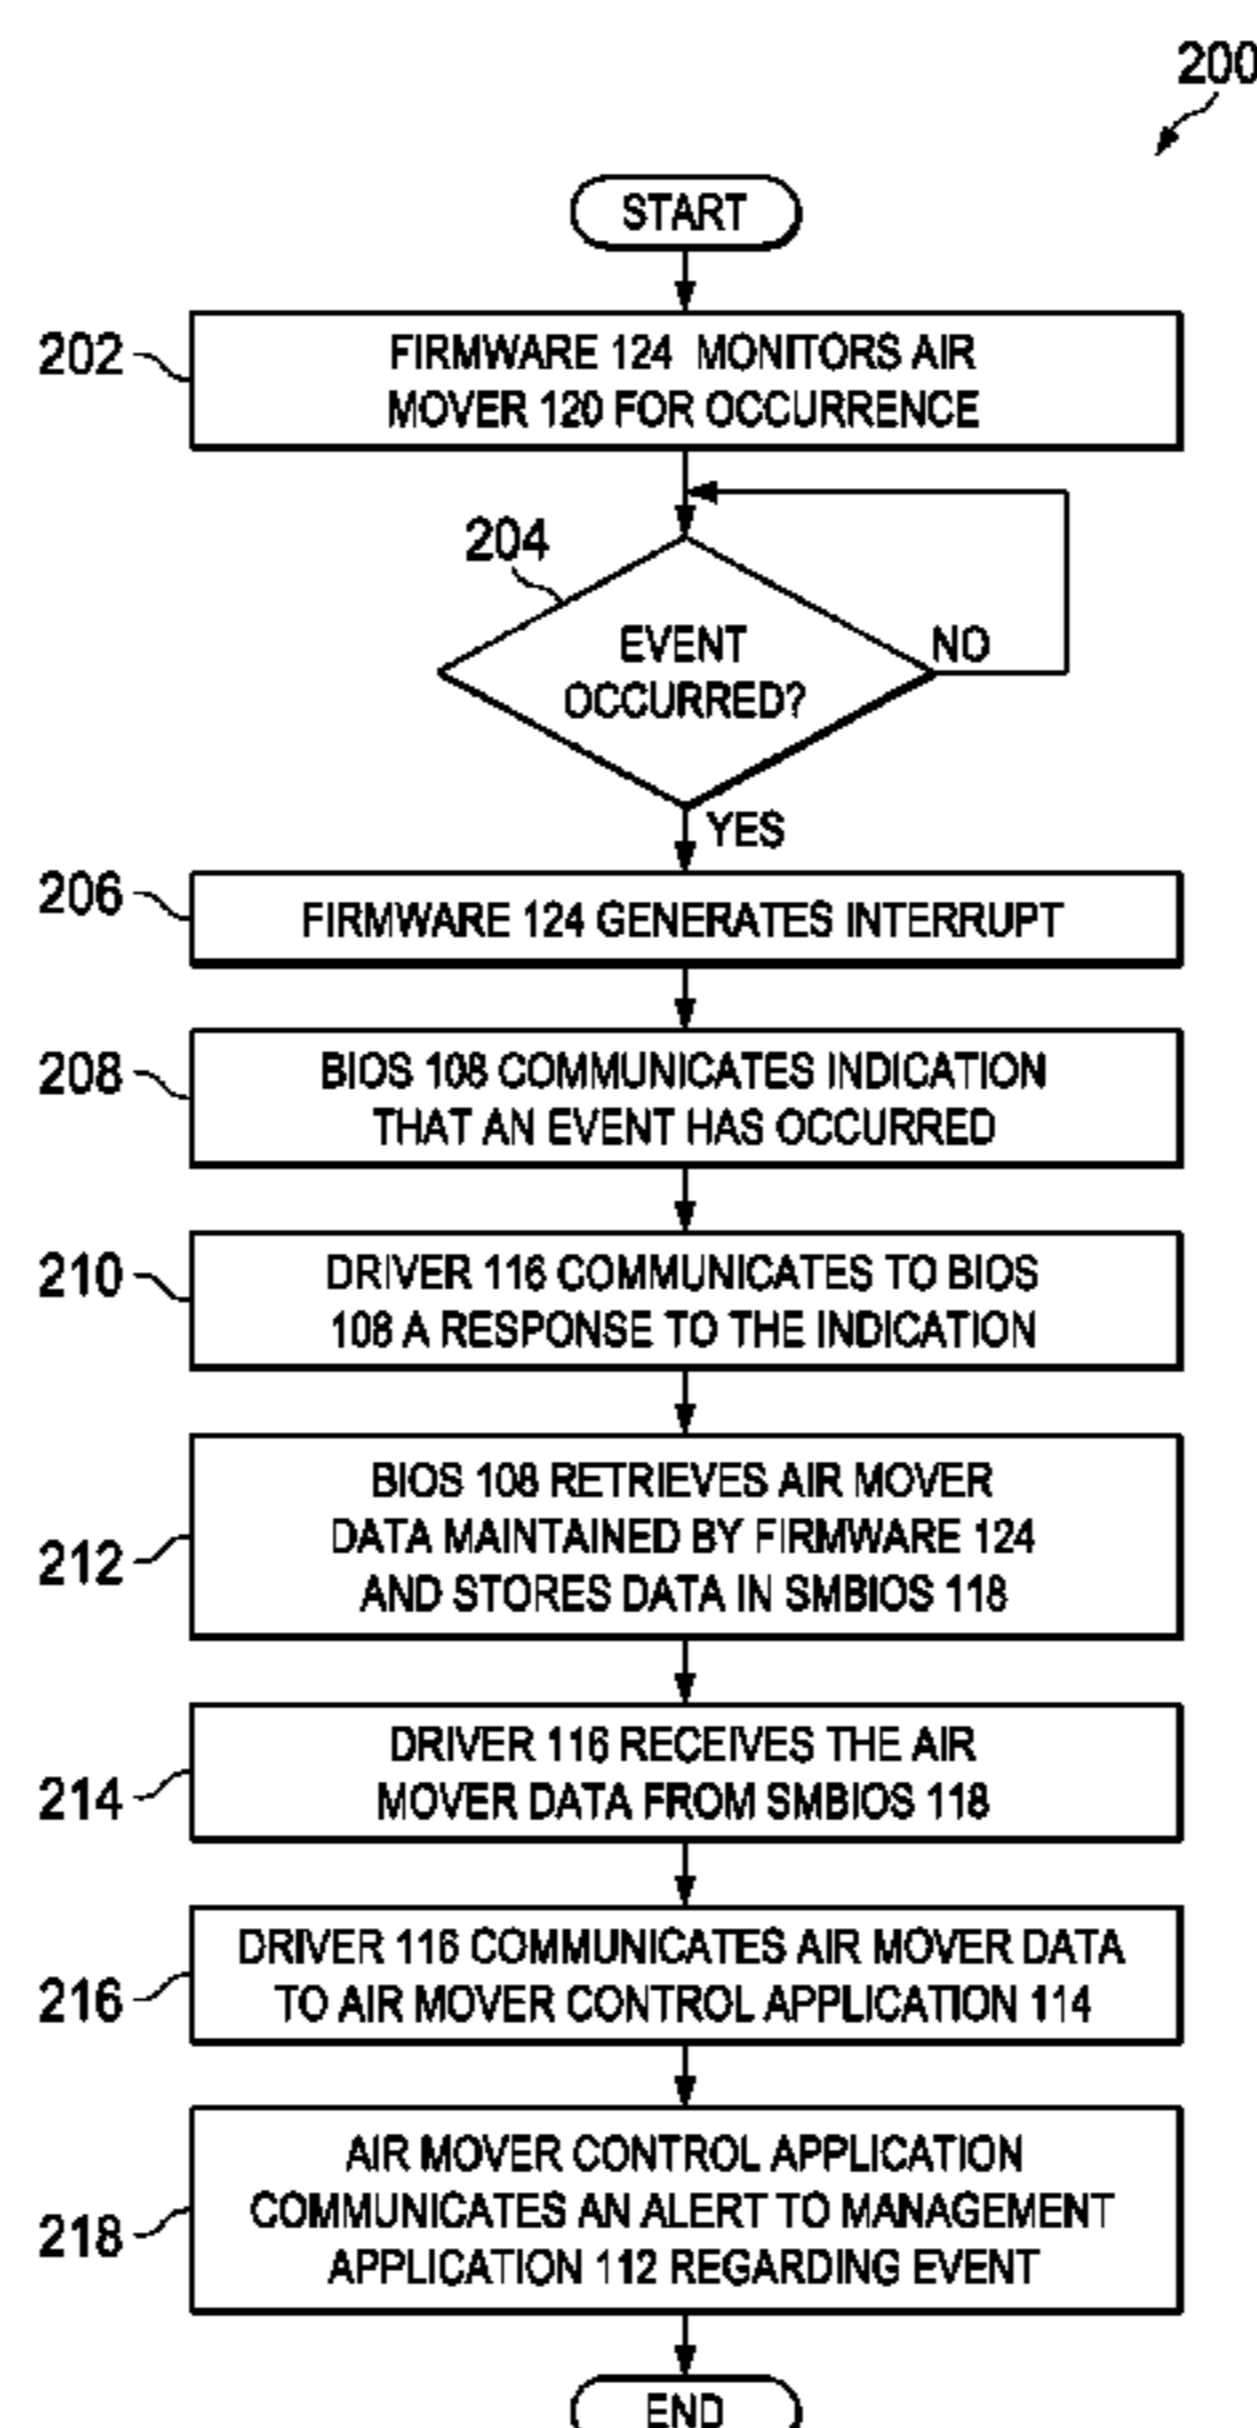 200
START
202
FIRMWARE 124 MONITORS AIR
MOVER 120 FOR OCCURRENCE
204
EVENT
OCCURRED?
NO
YES
206
FIRMWARE 124 GENERATES INTERRUPT
208
BIOS 108 COMMUNICATES INDICATION
THAT AN EVENT HAS OCCURRED
210
DRIVER 116 COMMUNICATES TO BIOS
108 A RESPONSE TO THE INDICATION
212
BIOS 108 RETRIEVES AIR MOVER
DATA MAINTAINED BY FIRMWARE 124
AND STORES DATA IN SMBIOS 118
214
DRIVER 116 RECEIVES THE AIR
MOVER DATA FROM SMBIOS 118
216
DRIVER 116 COMMUNICATES AIR MOVER DATA
TO AIR MOVER CONTROL APPLICATION 114
218
AIR MOVER CONTROL APPLICATION
COMMUNICATES AN ALERT TO MANAGEMENT
APPLICATION 112 REGARDING EVENT
END